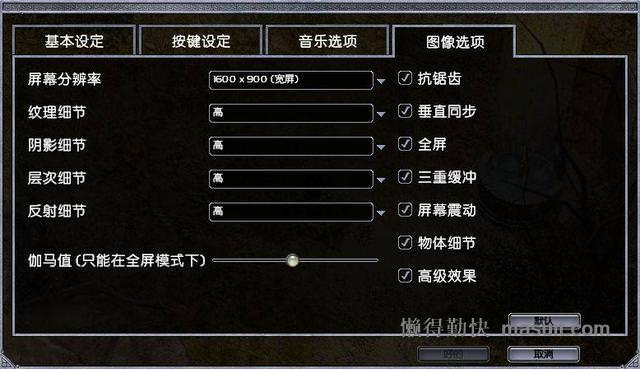 基本设定 按键设定 音乐选项 图像选项
屏幕分辨率 1600 x 900 (宽屏) 抗锯齿
纹理细节 高 垂直同步
阴影细节 高 全屏
层次细节 高 三重缓冲
反射细节 高 屏幕震动
物体细节
伽马值(只能在全屏模式下)
高级效果
默认
懒得勤快 masuit.com
好的 取消